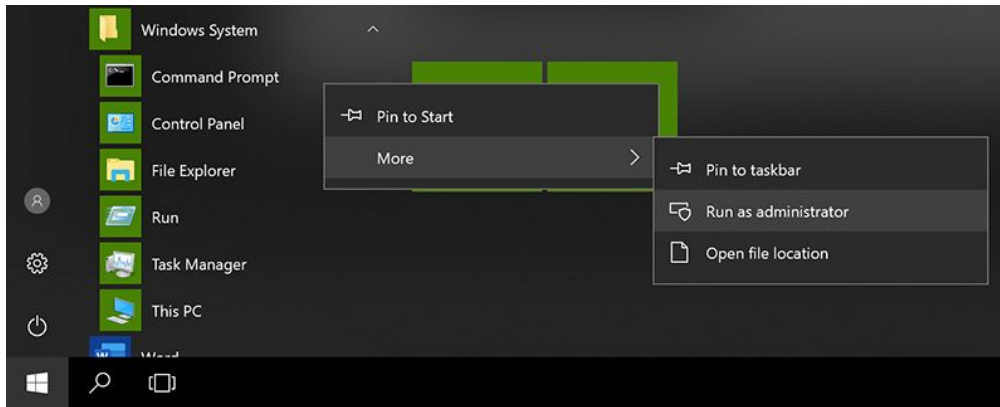 Windows System
Command Prompt
Control Panel
File Explorer
Run
Task Manager
This PC
Word
Pin to Start
More
Pin to taskbar
Run as administrator
Open file location